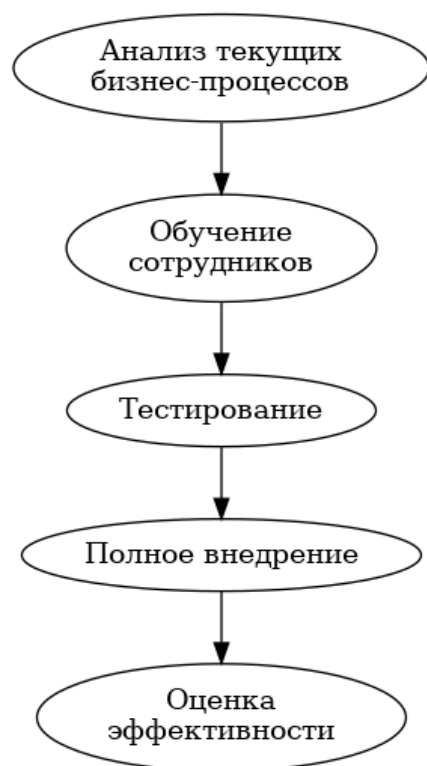 Анализ текущих
бизнес-процессов
Обучение
сотрудников
Тестирование
Полное внедрение
Оценка
эффективности